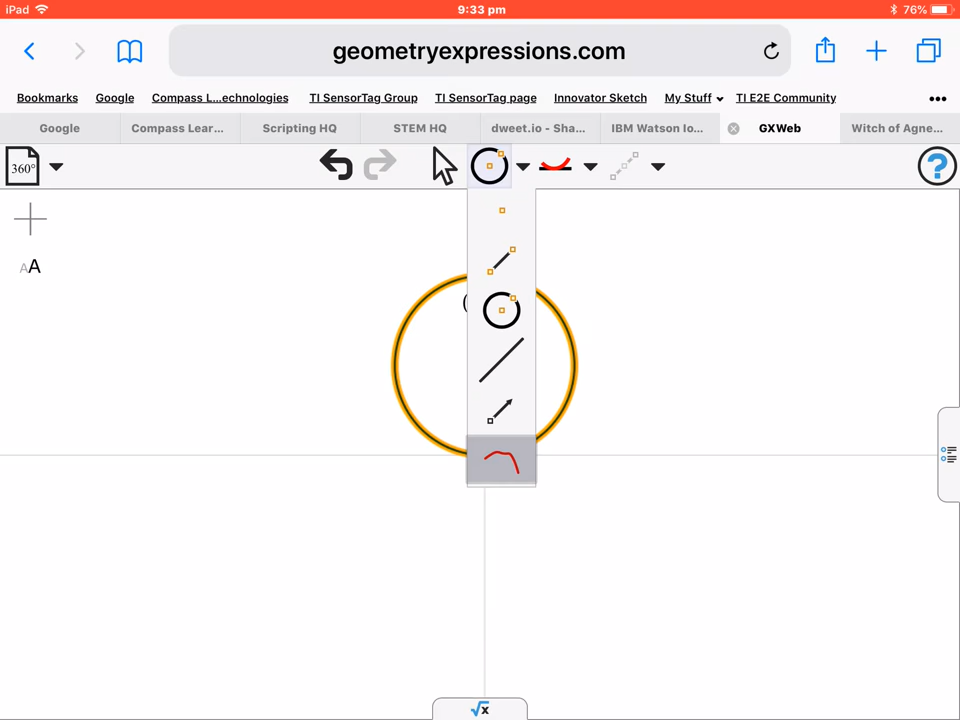 iPad 9:33 pm 76%
geometryexpressions.com
Bookmarks Google Compass L...echnologies TI SensorTag Group TI SensorTag page Innovator Sketch My Stuff TI E2E Community
Google Compass Lear... Scripting HQ STEM HQ dweet.io - Sha... IBM Watson Io... GXWeb Witch of Agne...
360° ?
AA
(
√x